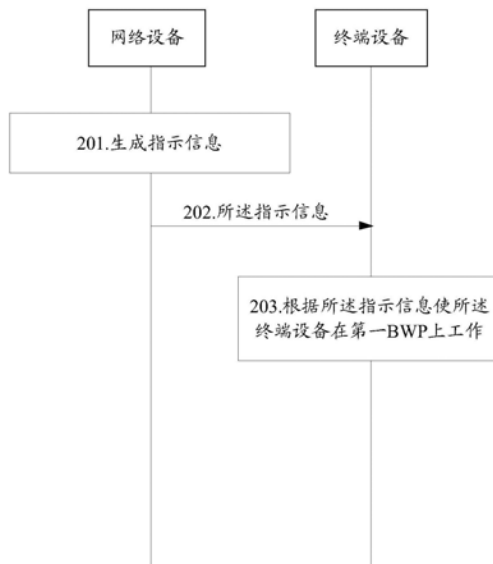 网络设备
终端设备
201.生成指示信息
202.所述指示信息
203.根据所述指示信息使所述
终端设备在第一BWP上工作